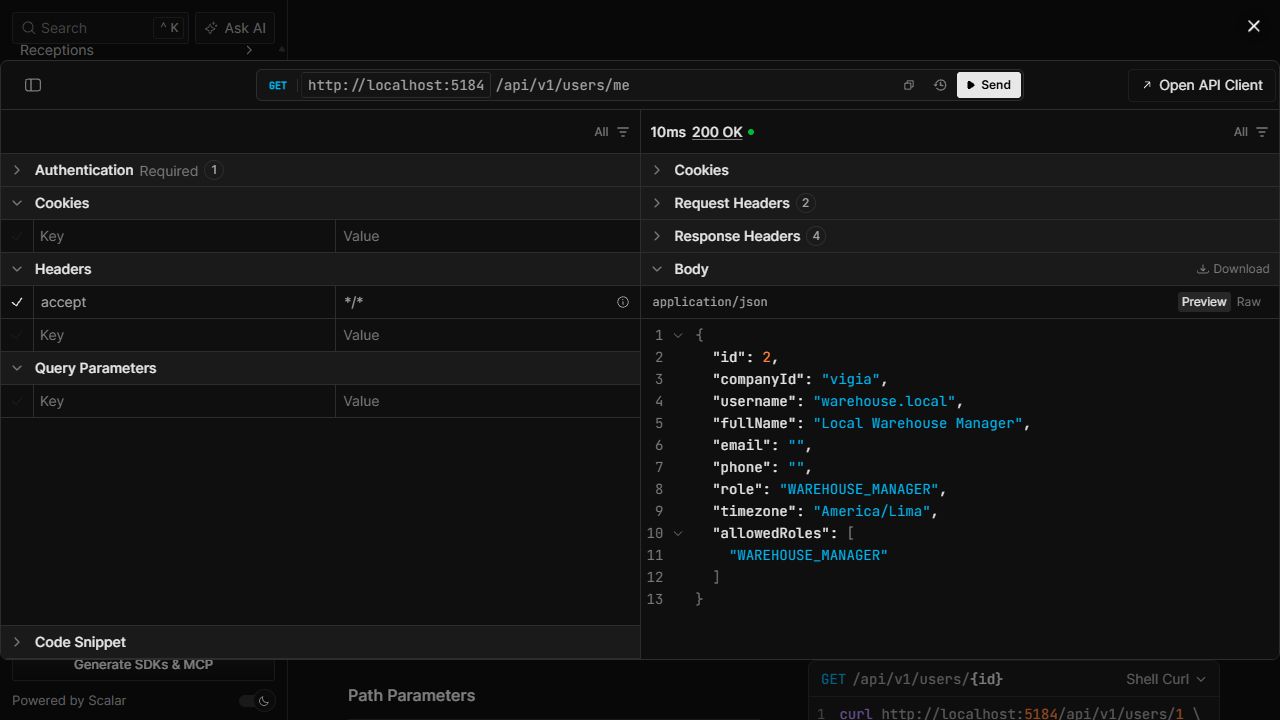 Search
⌃ K
Ask AI
Receptions
GET
http://localhost:5184
/api/v1/users/me
Send
Open API Client
All
10ms 200 OK
All
Authentication Required 1
Cookies
Key
Value
Headers
accept
*/*
Key
Value
Query Parameters
Key
Value
Code Snippet
Cookies
Request Headers 2
Response Headers 4
Body
Download
application/json
Preview
Raw
1 {
2 "id": 2,
3 "companyId": "vigia",
4 "username": "warehouse.local",
5 "fullName": "Local Warehouse Manager",
6 "email": "",
7 "phone": "",
8 "role": "WAREHOUSE_MANAGER",
9 "timezone": "America/Lima",
10 "allowedRoles": [
11 "WAREHOUSE_MANAGER"
12 ]
13 }
Generate SDKs & MCP
Powered by Scalar
Path Parameters
GET /api/v1/users/{id}
Shell Curl
1 curl http://localhost:5184/api/v1/users/1 \